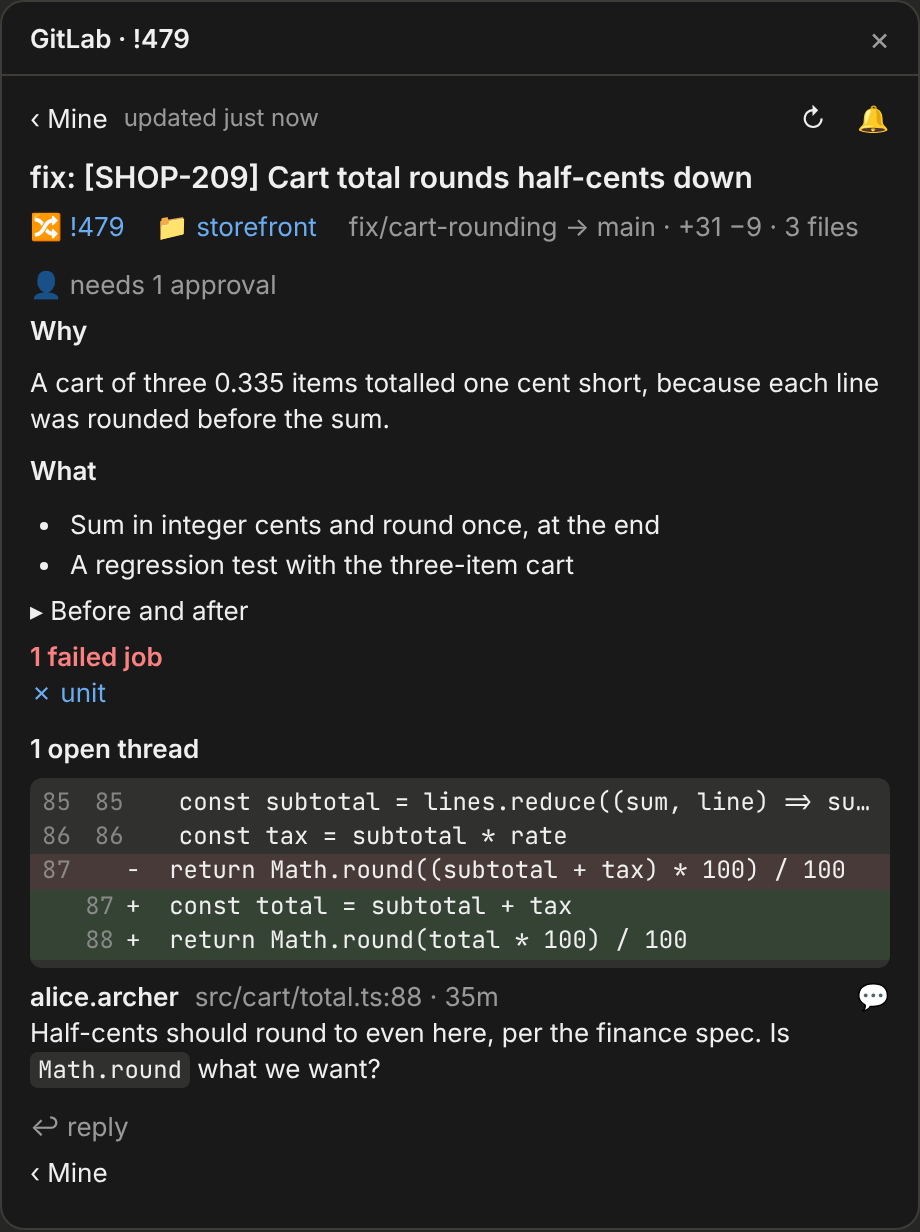 GitLab · !479 ×
‹ Mine updated just now
fix: [SHOP-209] Cart total rounds half-cents down
!479 storefront fix/cart-rounding → main · +31 −9 · 3 files
needs 1 approval
Why
A cart of three 0.335 items totalled one cent short, because each line
was rounded before the sum.
What
• Sum in integer cents and round once, at the end
• A regression test with the three-item cart
▸ Before and after
1 failed job
× unit
1 open thread
85 85 const subtotal = lines.reduce((sum, line) => su…
86 86 const tax = subtotal * rate
87 - return Math.round((subtotal + tax) * 100) / 100
87 + const total = subtotal + tax
88 + return Math.round(total * 100) / 100
alice.archer src/cart/total.ts:88 · 35m
Half-cents should round to even here, per the finance spec. Is
Math.round what we want?
↩ reply
‹ Mine